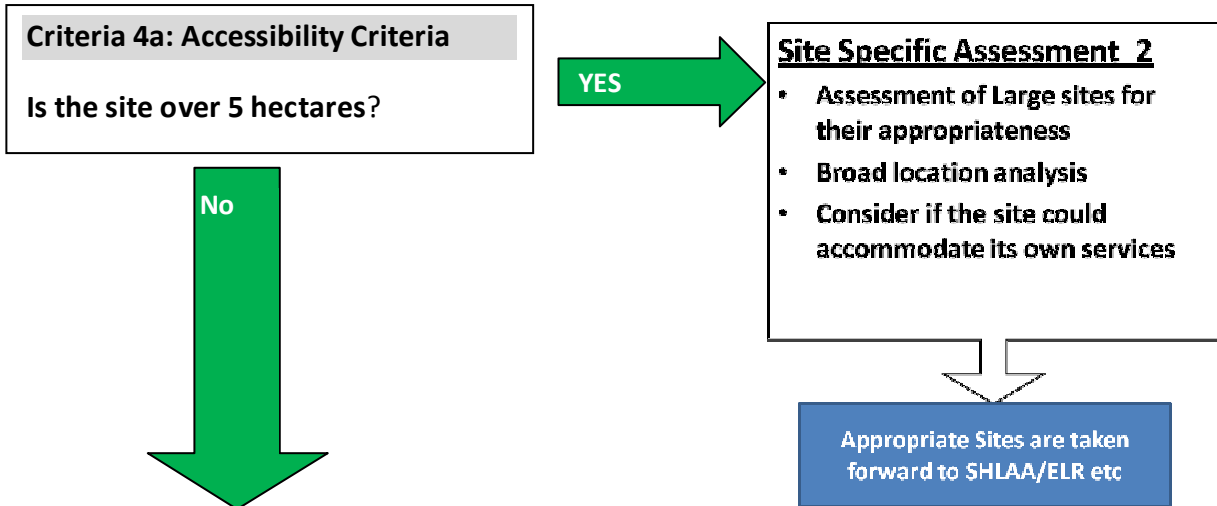 Criteria 4a: Accessibility Criteria
Is the site over 5 hectares?
YES
No
Site Specific Assessment 2
• Assessment of Large sites for
their appropriateness
• Broad location analysis
• Consider if the site could
accommodate its own services
Appropriate Sites are taken
forward to SHLAA/ELR etc